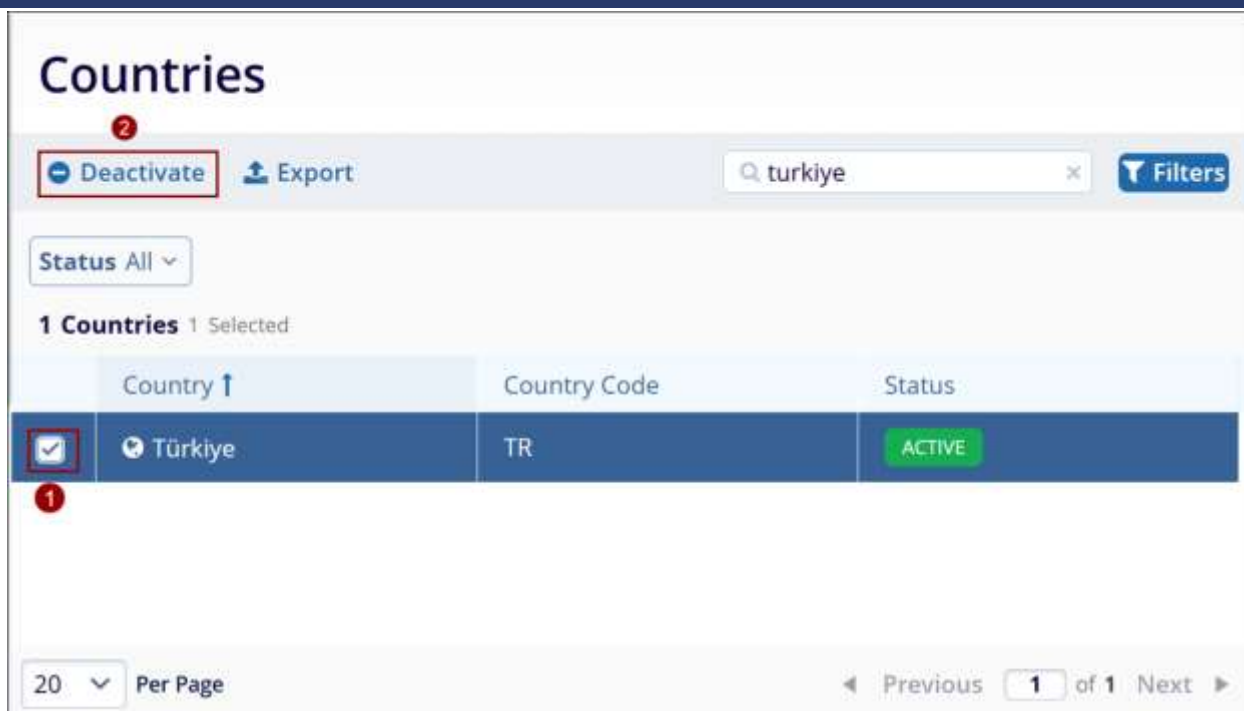 Countries
2
Deactivate Export turkiye × Filters
Status All
1 Countries 1 Selected
Country Country Code Status
Türkiye TR ACTIVE
1
20 Per Page Previous 1 of 1 Next